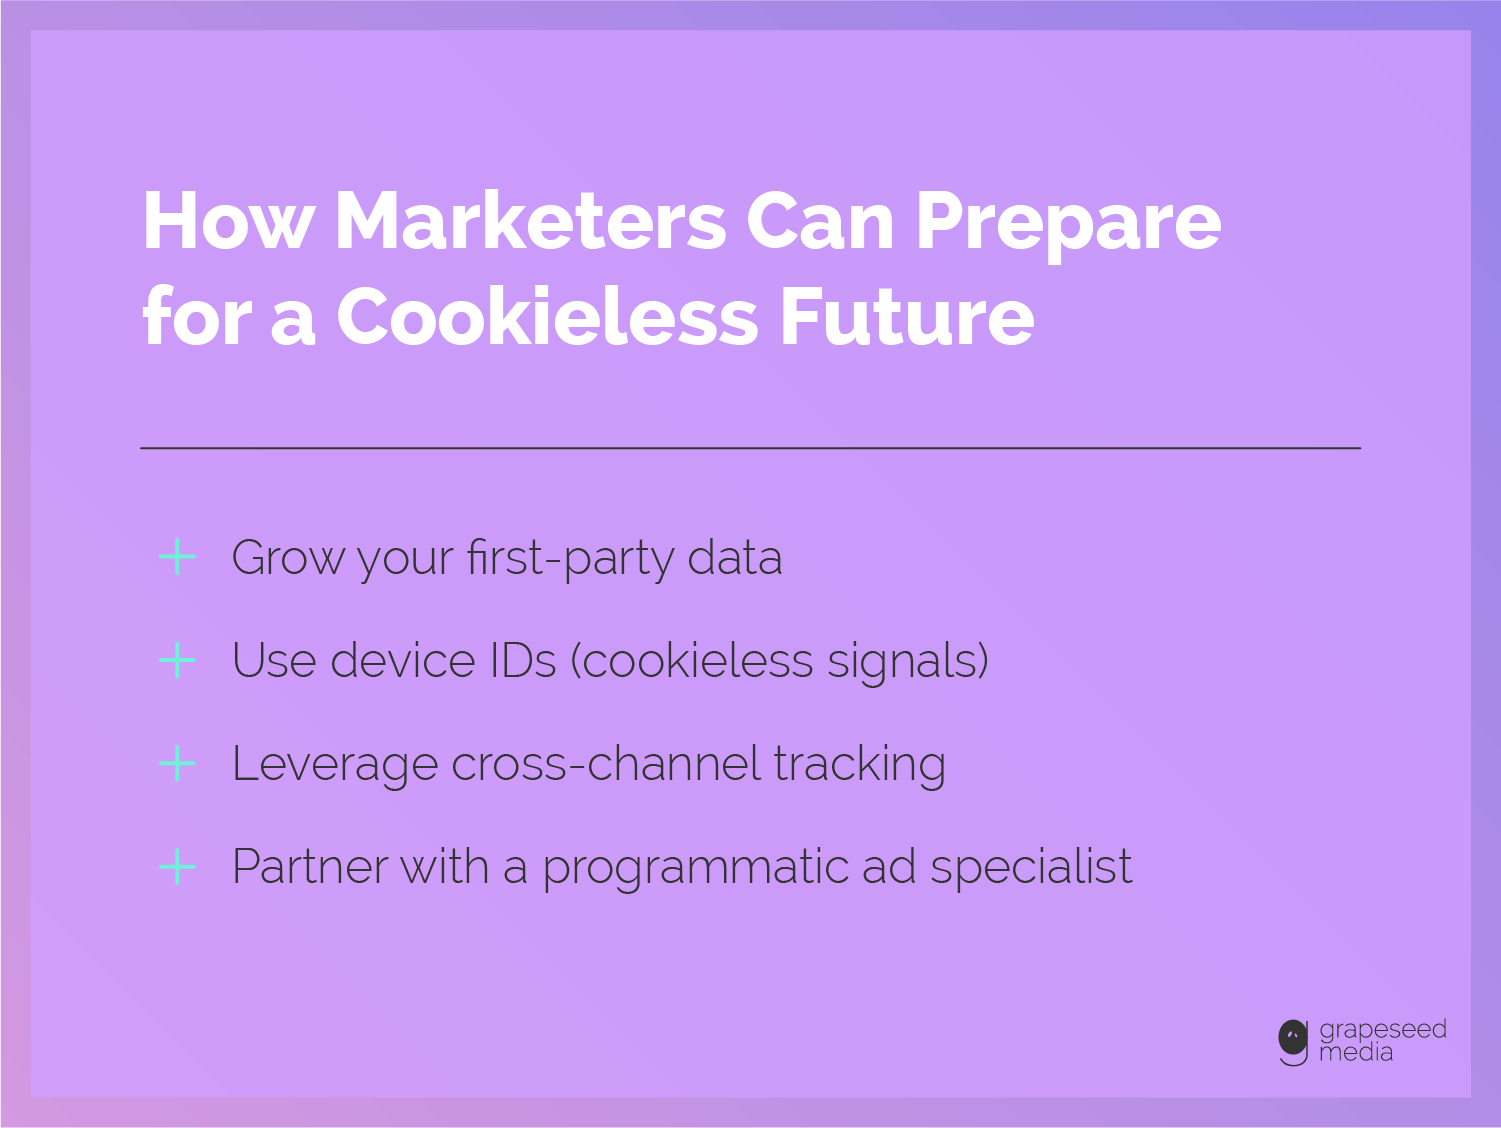 How Marketers Can Prepare
for a Cookieless Future
Grow your first-party data
Use device IDs (cookieless signals)
Leverage cross-channel tracking
Partner with a programmatic ad specialist
grapeseed
media